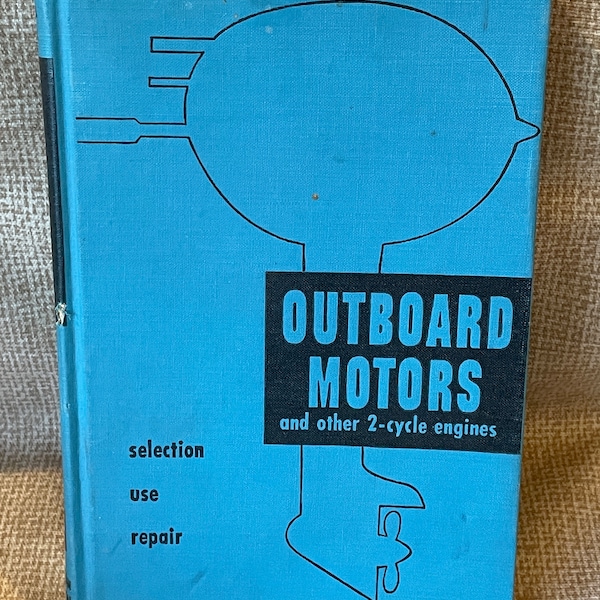 OUTBOARD
MOTORS
and other 2-cycle engines
selection
use
repair